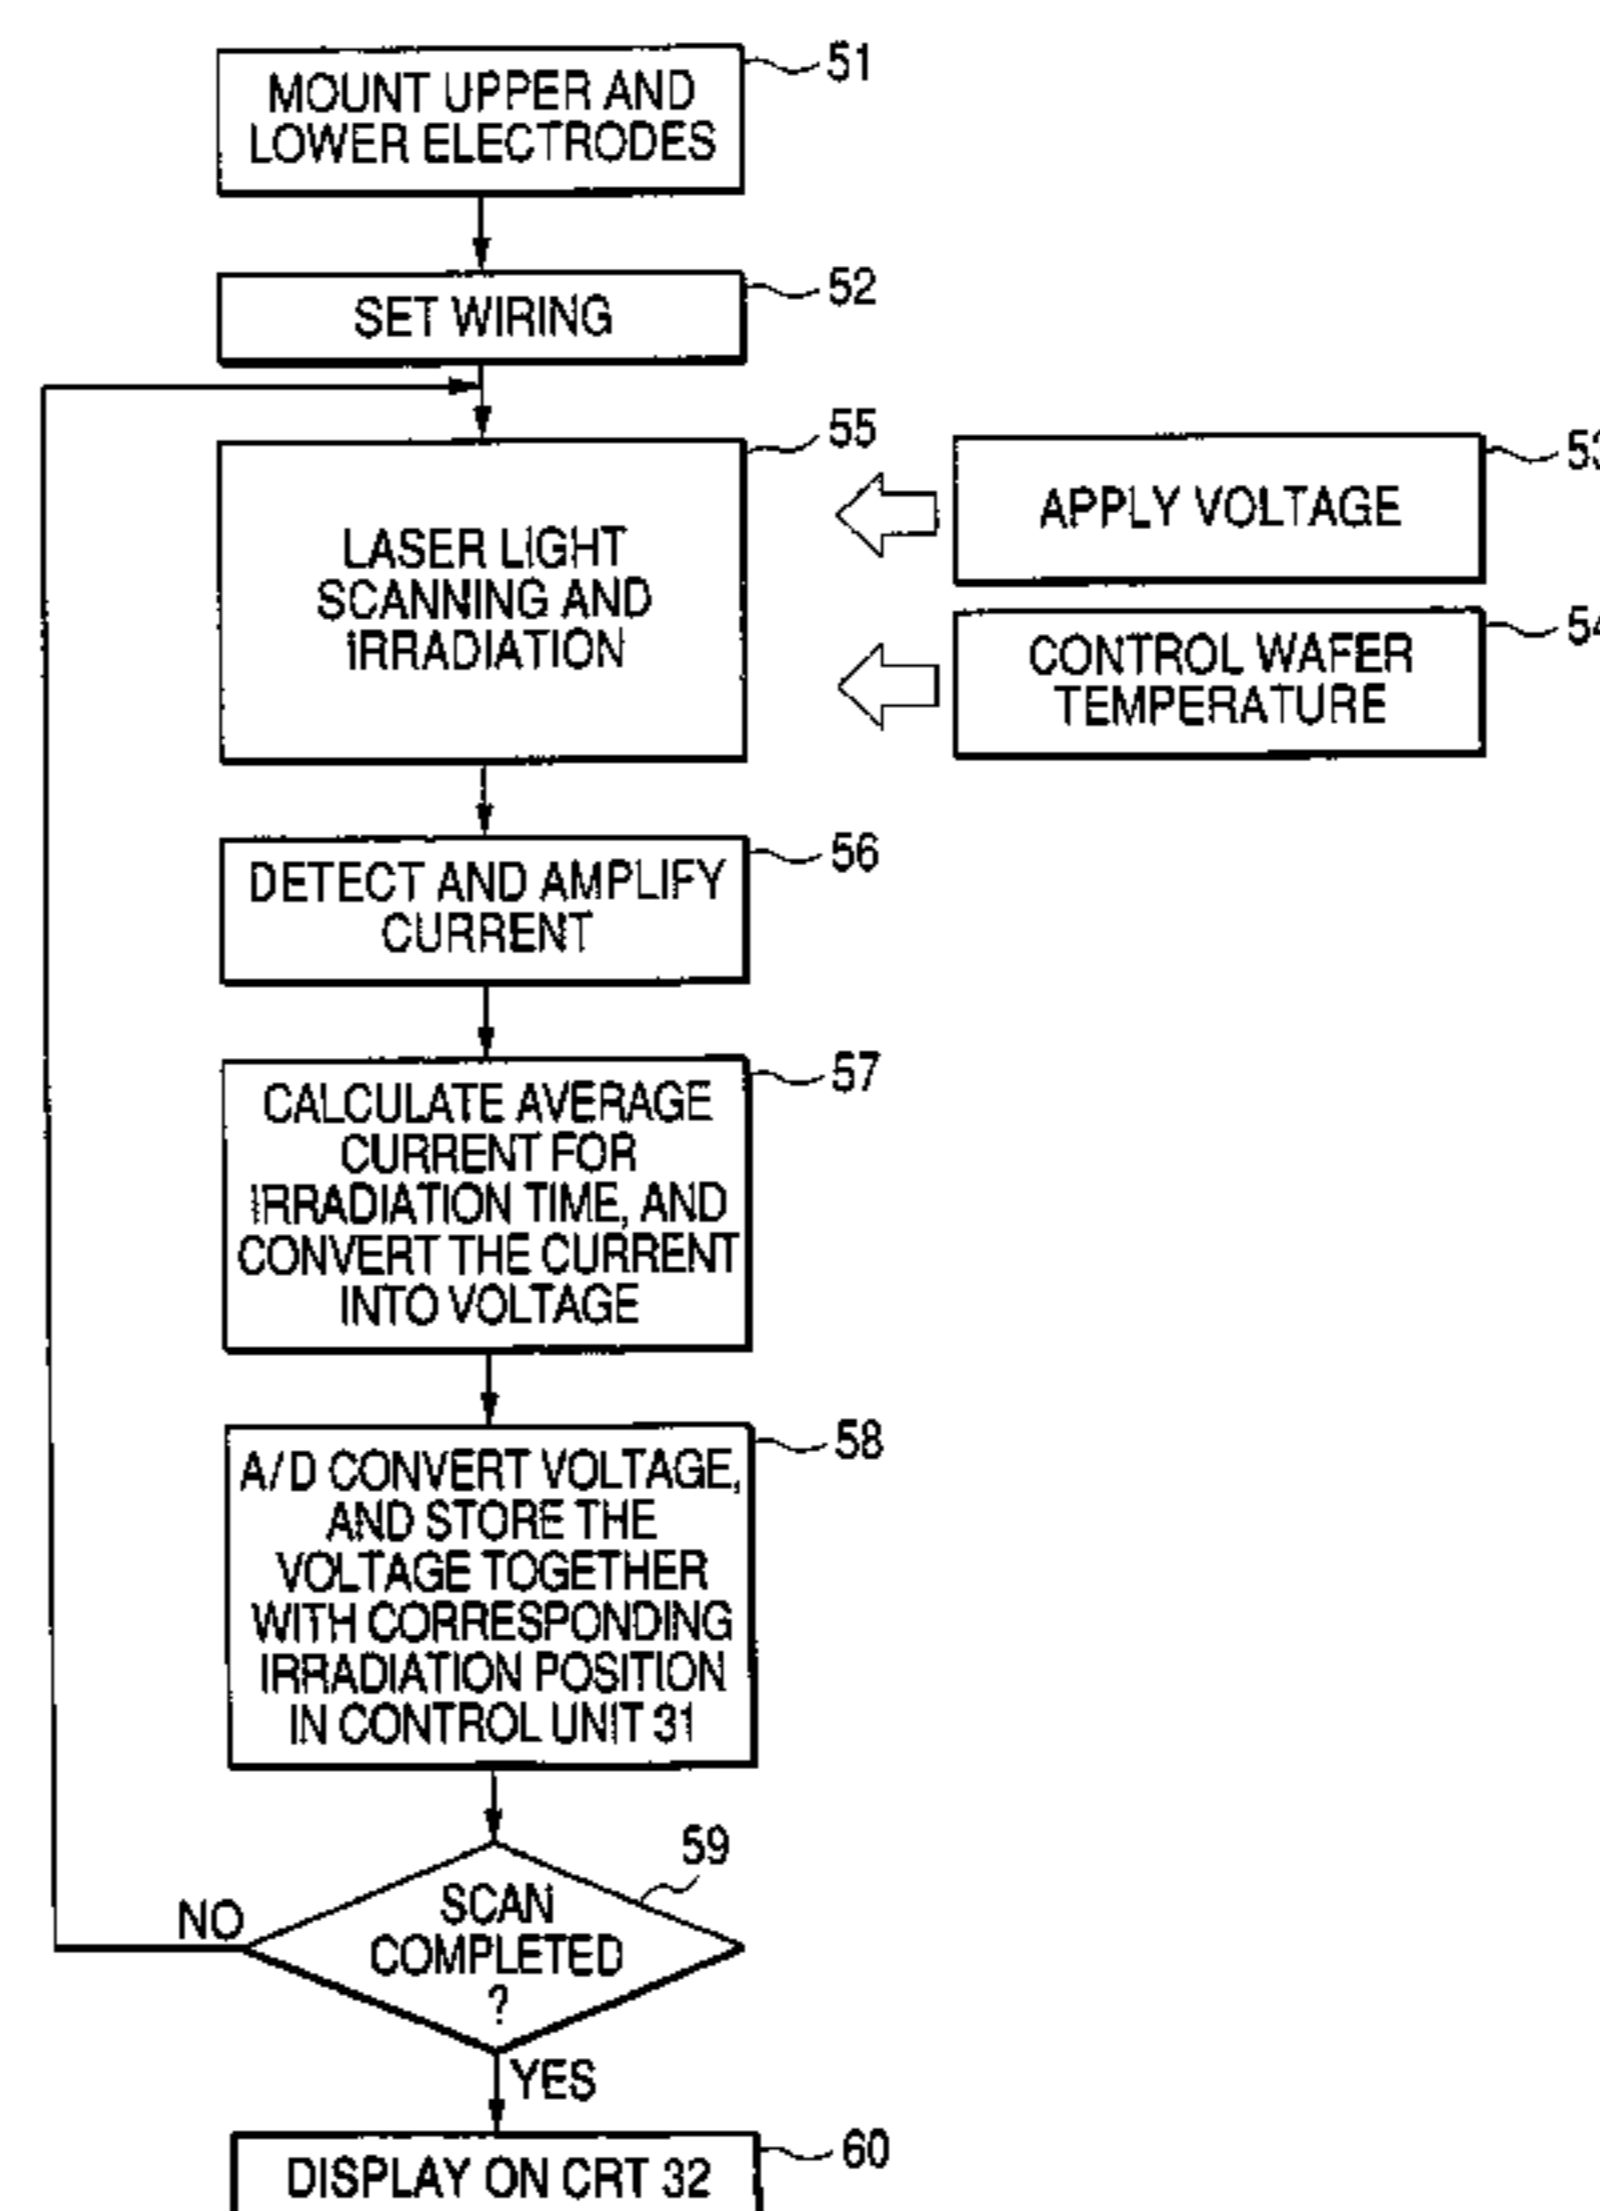 51
MOUNT UPPER AND
LOWER ELECTRODES
52
SET WIRING
55
LASER LIGHT
SCANNING AND
IRRADIATION
53
APPLY VOLTAGE
54
CONTROL WAFER
TEMPERATURE
56
DETECT AND AMPLIFY
CURRENT
57
CALCULATE AVERAGE
CURRENT FOR
IRRADIATION TIME, AND
CONVERT THE CURRENT
INTO VOLTAGE
58
A/D CONVERT VOLTAGE,
AND STORE THE
VOLTAGE TOGETHER
WITH CORRESPONDING
IRRADIATION POSITION
IN CONTROL UNIT 31
59
SCAN
COMPLETED
?
NO
YES
60
DISPLAY ON CRT 32